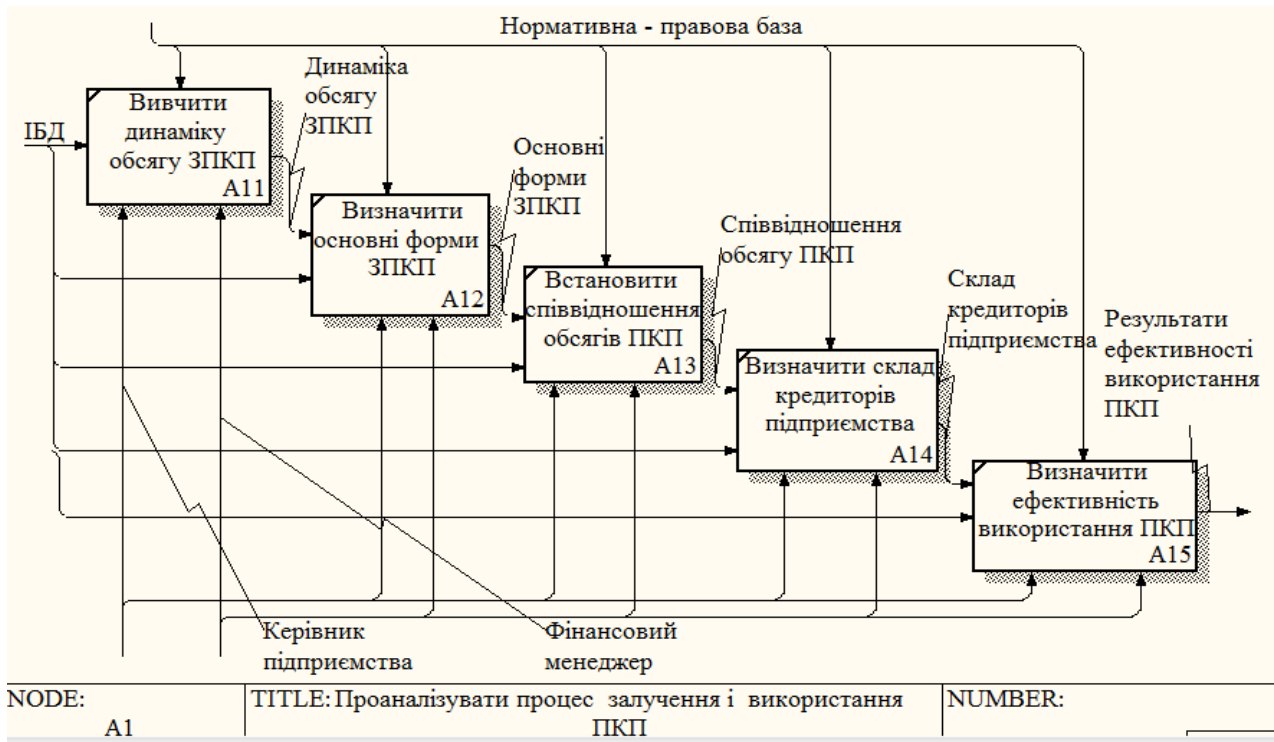 Нормативна - правова база
Динаміка
обсягу
ЗПКП
Вивчити
динаміку
обсягу ЗПКП
А11
ІБД
Основні
форми
ЗПКП
Визначити
основні форми
ЗПКП
А12
Співвідношення
обсягу ПКП
Встановити
співвідношення
обсягів ПКП
А13
Склад
кредиторів
підприємства
Визначити склад
кредиторів
підприємства
А14
Результати
ефективності
використання
ПКП
Визначити
ефективність
використання ПКП
А15
Керівник
підприємства
Фінансовий
менеджер
NODE:
А1
TITLE: Проаналізувати процес залучення і використання
ПКП
NUMBER: